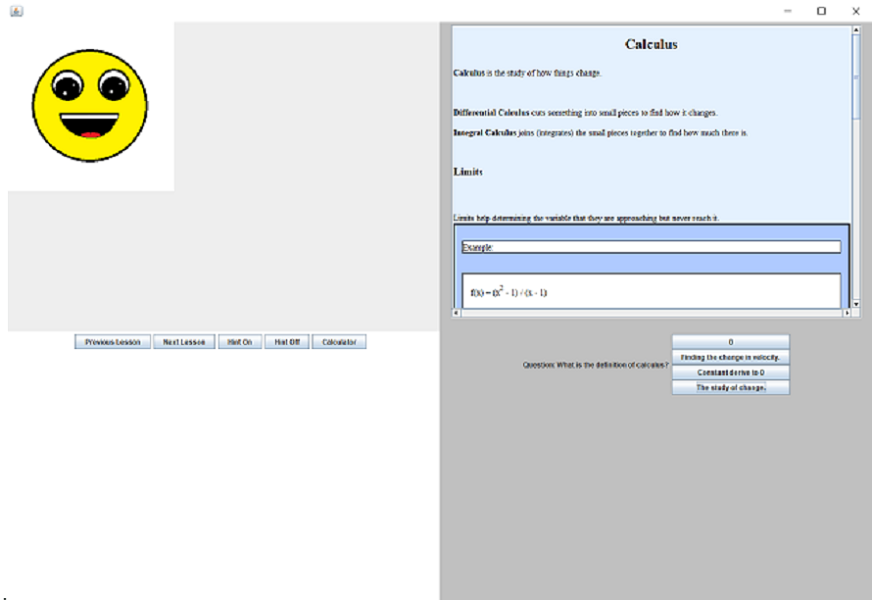 Calculus
Calculus is the study of how things change.
Differential Calculus cuts something into small pieces to find how it changes.
Integral Calculus joins (integrates) the small pieces together to find how much there is.
Limits
Limits help determining the variable that they are approaching but never reach it.
Example:
f(x) = (x² - 1) / (x - 1)
Previous Lesson
Next Lesson
Hint On
Hint Off
Calculator
Question: What is the definition of calculus?
0
Finding the change in velocity.
Constant derive to 0
The study of change.